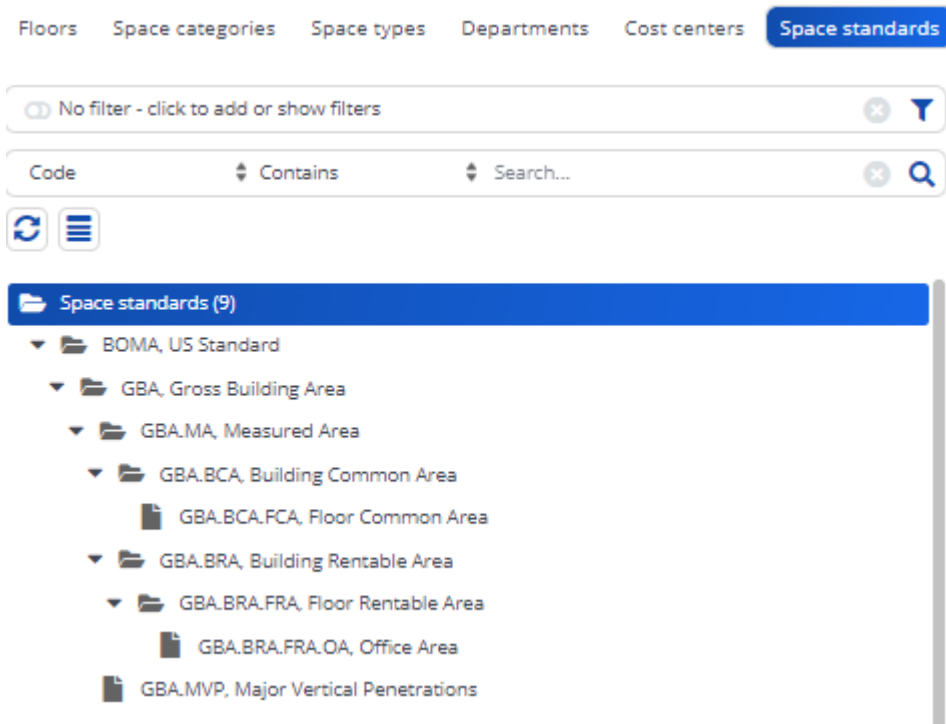 Floors Space categories Space types Departments Cost centers Space standards
No filter - click to add or show filters
Code Contains Search...
Space standards (9)
BOMA, US Standard
GBA, Gross Building Area
GBA.MA, Measured Area
GBA.BCA, Building Common Area
GBA.BCA.FCA, Floor Common Area
GBA.BRA, Building Rentable Area
GBA.BRA.FRA, Floor Rentable Area
GBA.BRA.FRA.OA, Office Area
GBA.MVP, Major Vertical Penetrations